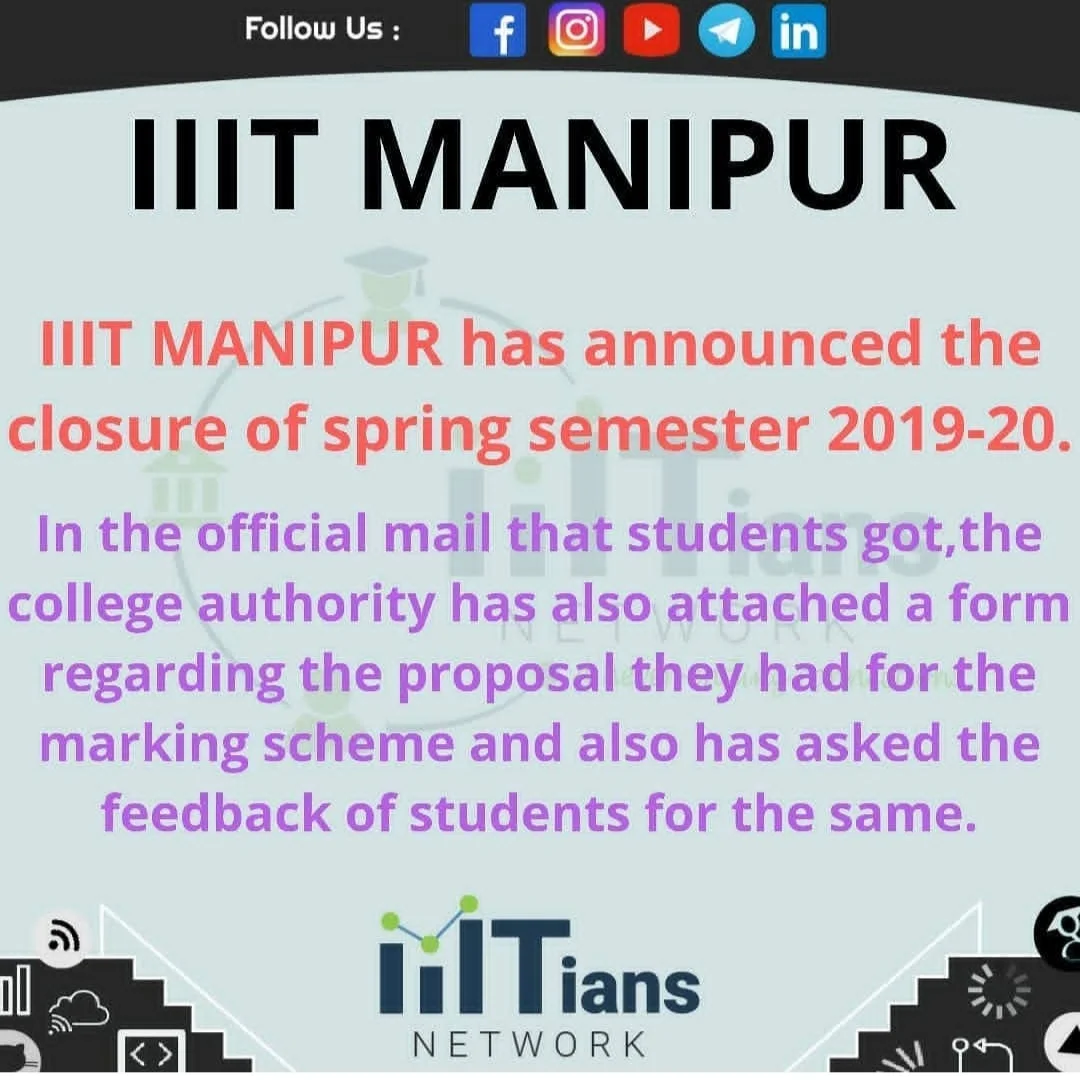 Follow Us :
IIIT MANIPUR
IIIT MANIPUR has announced the
closure of spring semester 2019-20.
In the official mail that students got,the
college authority has also attached a form
regarding the proposal they had for the
marking scheme and also has asked the
feedback of students for the same.
IIITians
NETWORK
IIITians
NETWORK